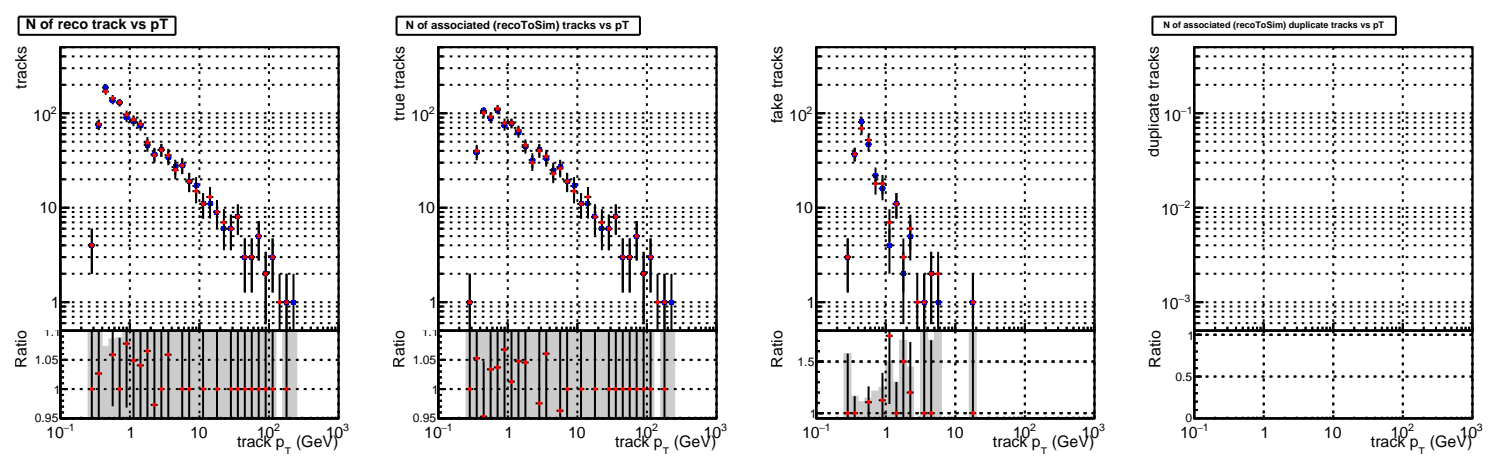 N of reco track vs pT
tracks
10²
10
1
Ratio
1.1
1.05
1
0.95
10⁻¹ 1 10 10² 10³
track p_T (GeV)
N of associated (recoToSim) tracks vs pT
true tracks
10²
10
1
Ratio
1.1
1.05
1
0.95
10⁻¹ 1 10 10² 10³
track p_T (GeV)
fake tracks
10²
10
1
Ratio
1.5
1
10⁻¹ 1 10 10² 10³
track p_T (GeV)
N of associated (recoToSim) duplicate tracks vs pT
duplicate tracks
10⁻¹
10⁻²
10⁻³
Ratio
1
0.5
0
10⁻¹ 1 10 10² 10³
track p_T (GeV)